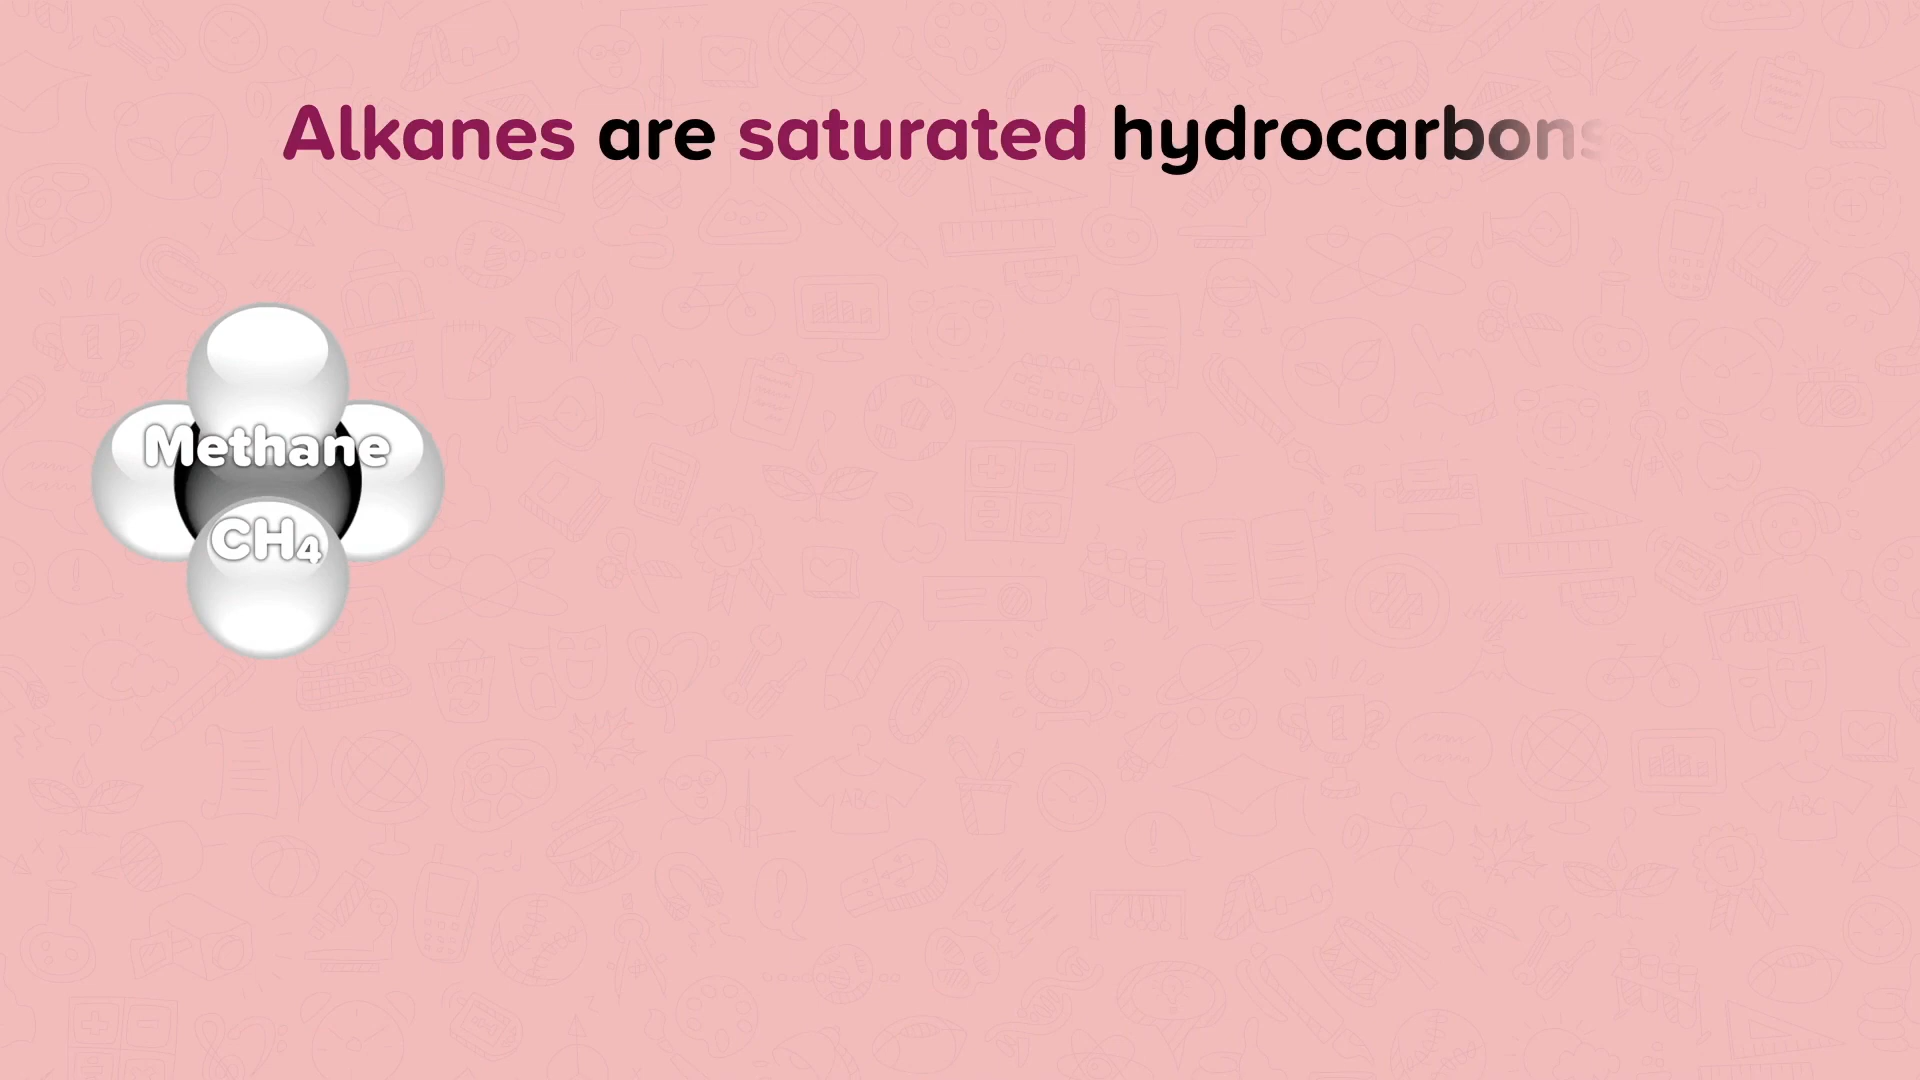 Alkanes are saturated hydrocarbons
Methane
CH₄